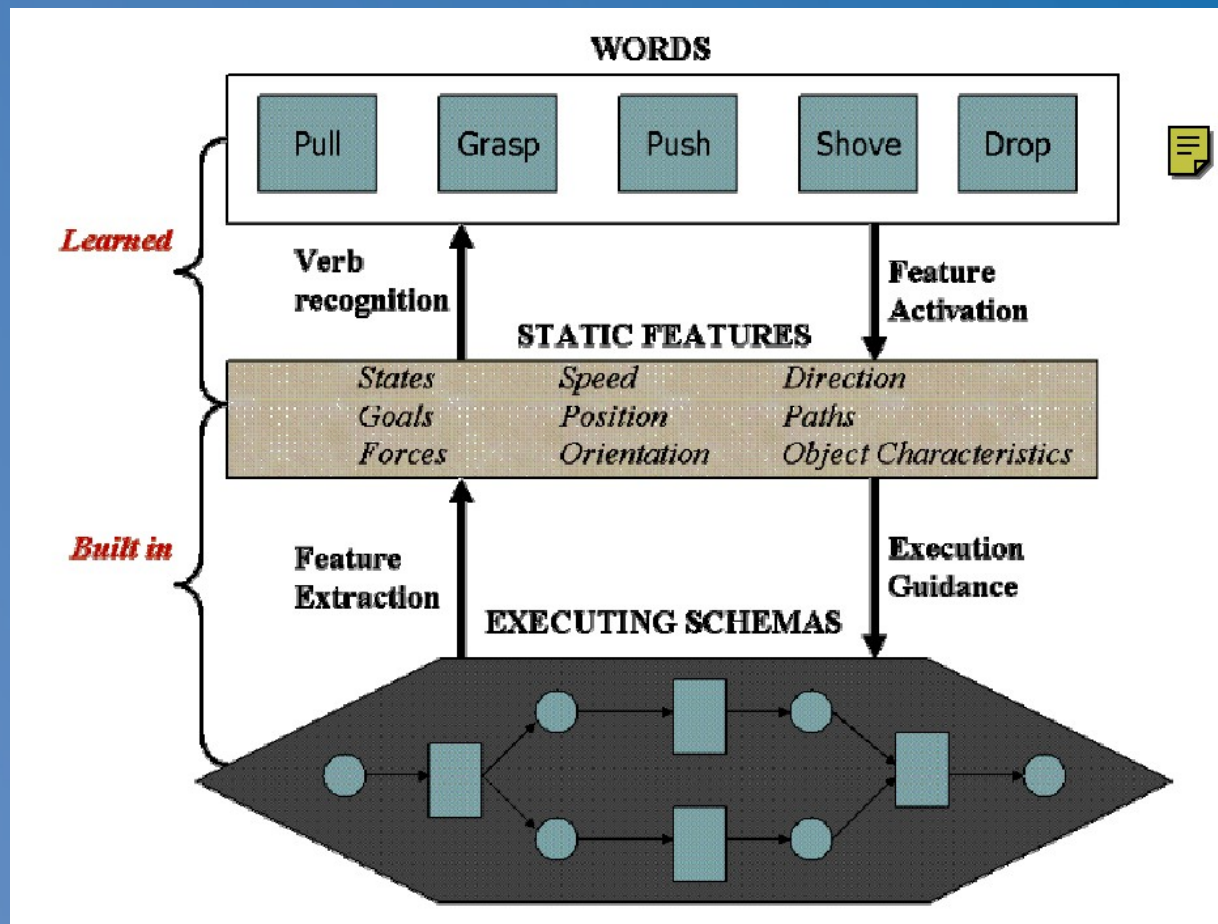 WORDS
Pull Grasp Push Shove Drop
Learned
Verb
recognition
Feature
Activation
STATIC FEATURES
States Speed Direction
Goals Position Paths
Forces Orientation Object Characteristics
Built in
Feature
Extraction
Execution
Guidance
EXECUTING SCHEMAS